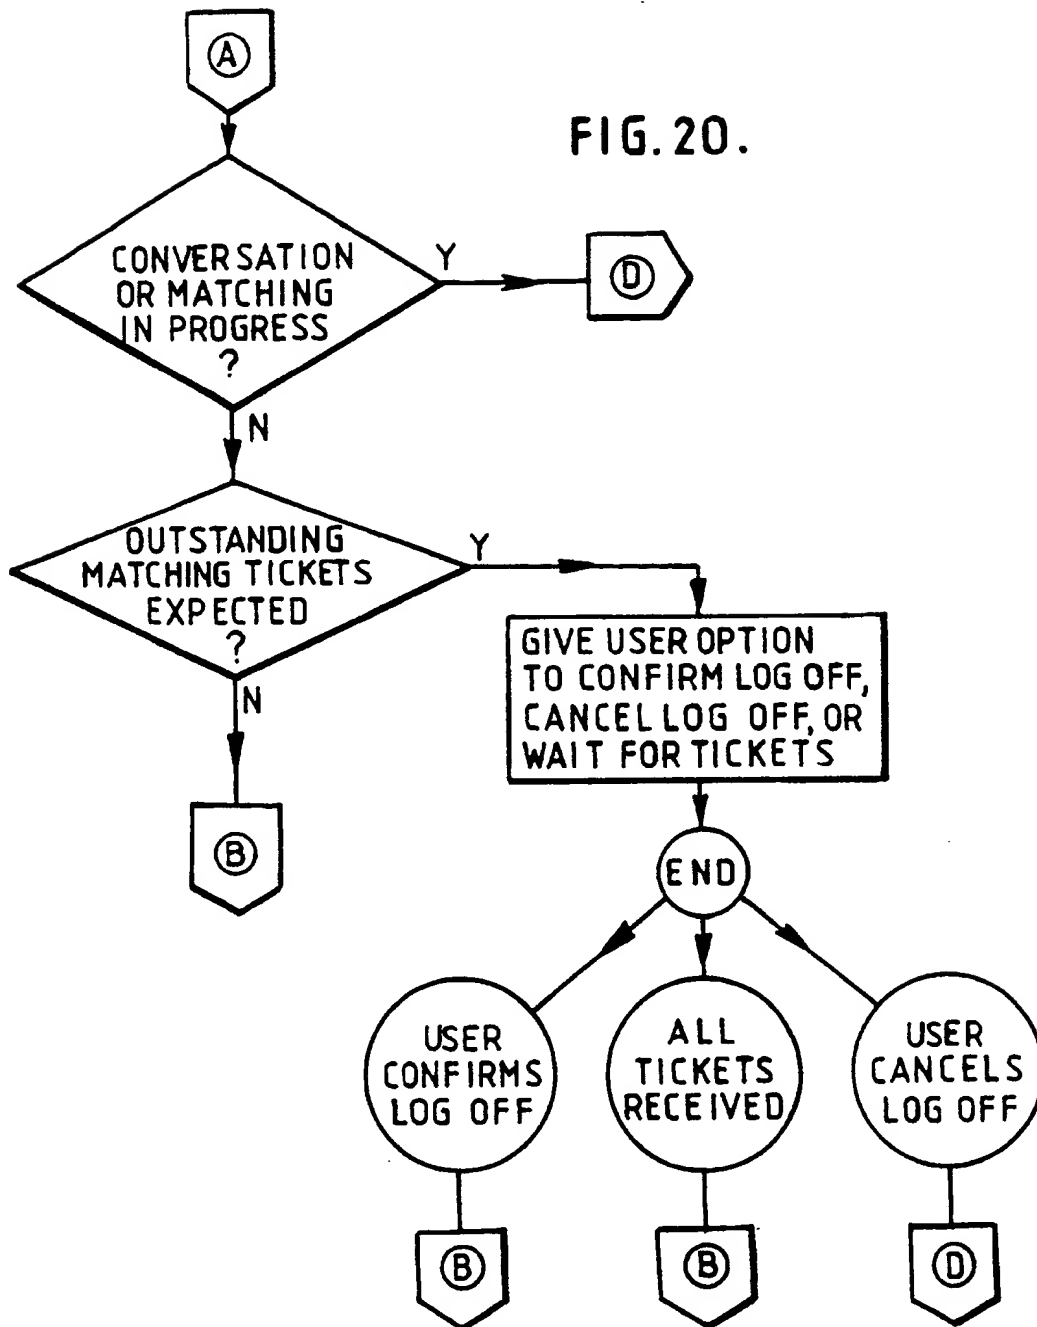 A
FIG. 20.
CONVERSATION
OR MATCHING
IN PROGRESS
?
Y
D
N
OUTSTANDING
MATCHING TICKETS
EXPECTED
?
Y
N
GIVE USER OPTION
TO CONFIRM LOG OFF,
CANCEL LOG OFF, OR
WAIT FOR TICKETS
B
END
USER
CONFIRMS
LOG OFF
ALL
TICKETS
RECEIVED
USER
CANCELS
LOG OFF
B
B
D